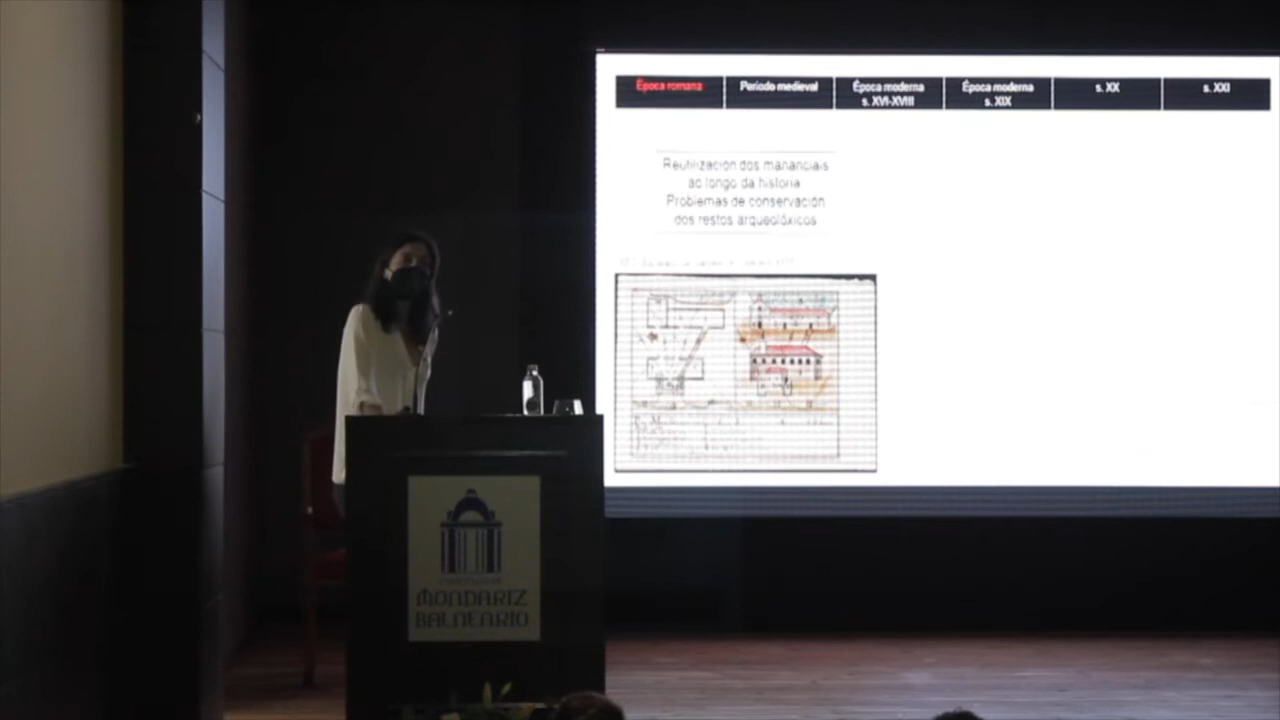 Época romana
Periodo medieval
Época moderna
s. XVI-XVIII
Época moderna
s. XIX
s. XX
s. XXI
Reutilización dos mananciais
ao longo da historia
Problemas de conservación
dos restos arqueolóxicos
MONDARIZ
BALNEARIO